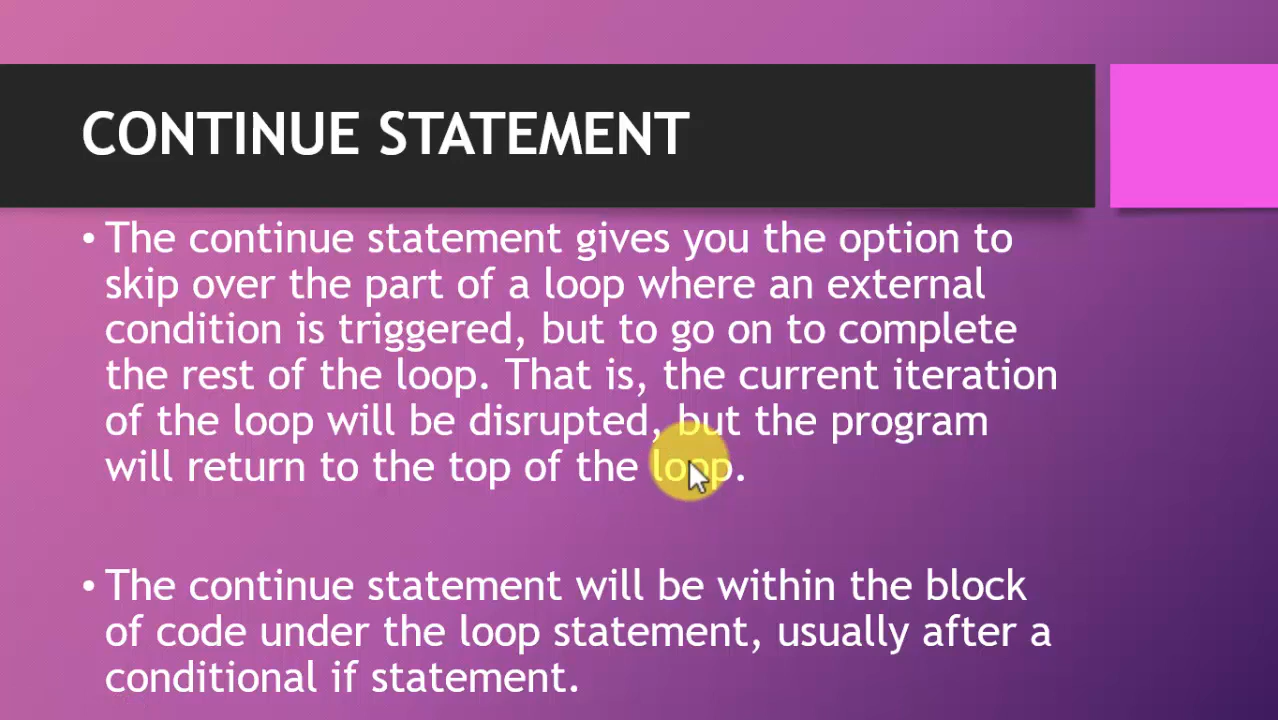 CONTINUE STATEMENT
• The continue statement gives you the option to
skip over the part of a loop where an external
condition is triggered, but to go on to complete
the rest of the loop. That is, the current iteration
of the loop will be disrupted, but the program
will return to the top of the loop.
• The continue statement will be within the block
of code under the loop statement, usually after a
conditional if statement.